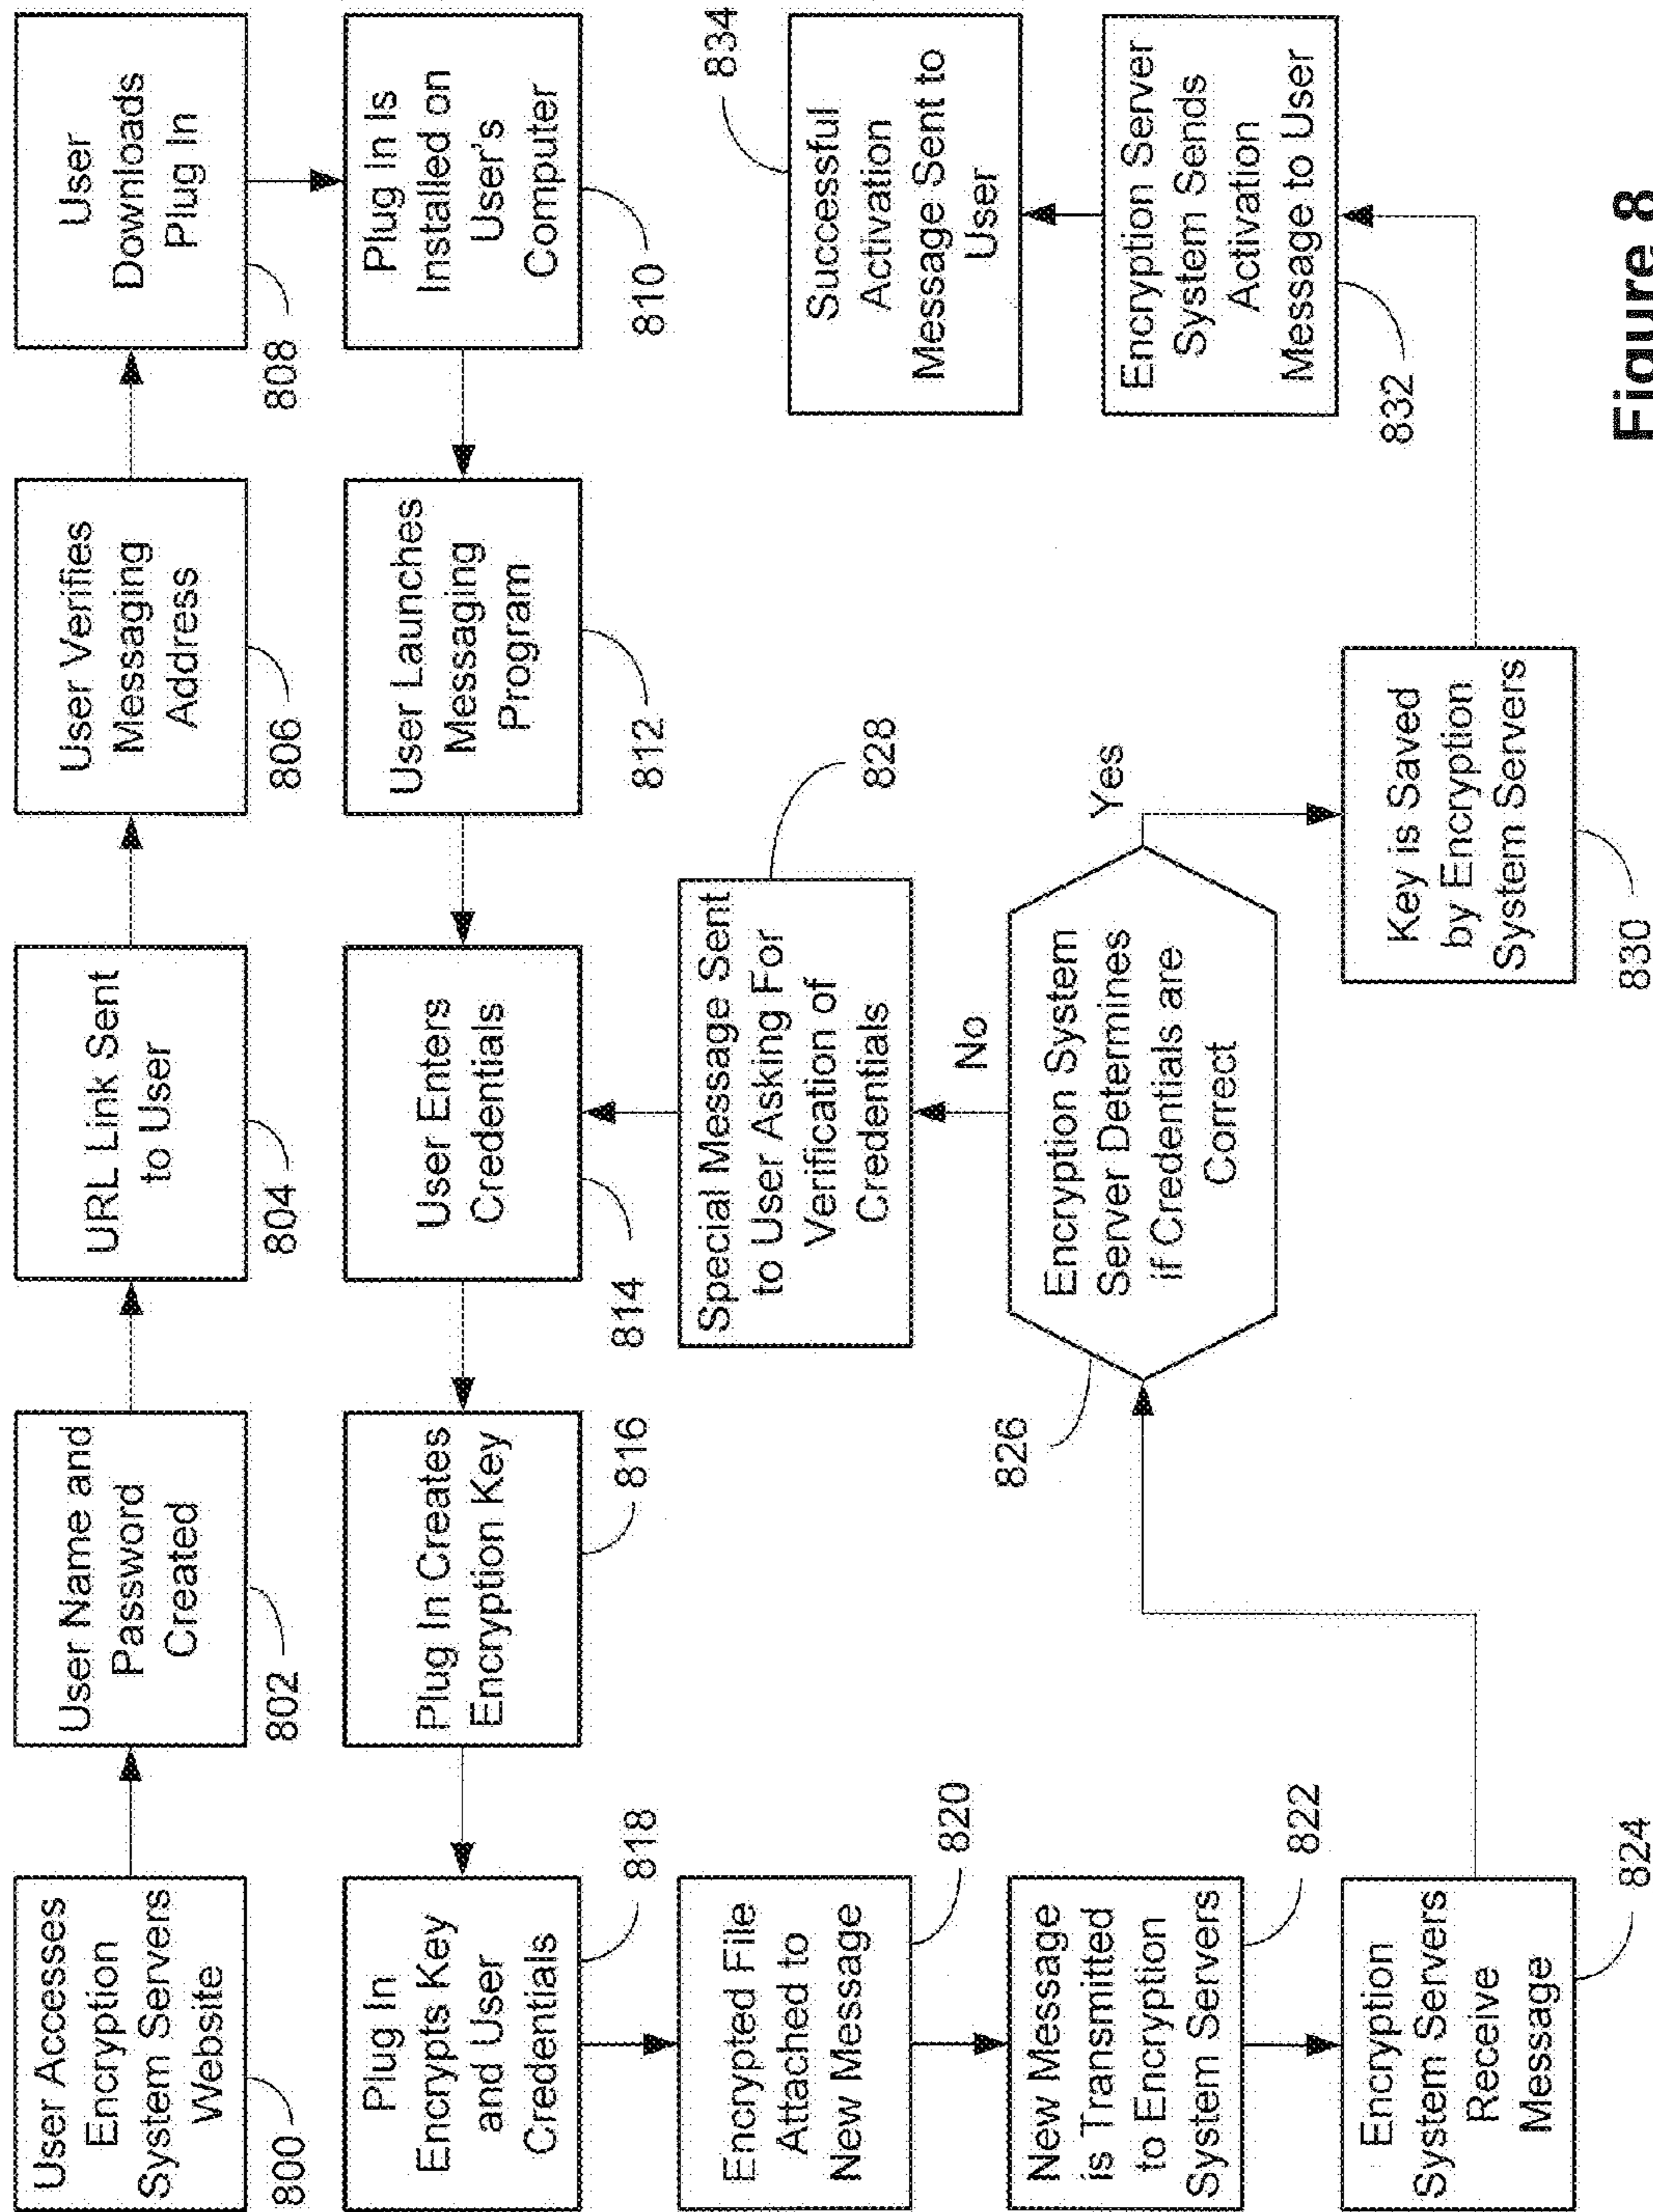 User Accesses
Encryption
System Servers
Website
800
User Name and
Password
Created
802
URL Link Sent
to User
804
User Verifies
Messaging
Address
806
User
Downloads
Plug In
808
Plug In Is
Installed on
User's
Computer
810
User Launches
Messaging
Program
812
User Enters
Credentials
814
Plug In Creates
Encryption Key
816
Plug In
Encrypts Key
and User
Credentials
818
Encrypted File
Attached to
New Message
820
New Message
is Transmitted
to Encryption
System Servers
822
Encryption
System Servers
Receive
Message
824
Encryption System
Server Determines
if Credentials are
Correct
826
No
Special Message Sent
to User Asking For
Verification of
Credentials
828
Yes
Key is Saved
by Encryption
System Servers
830
Encryption Server
System Sends
Activation
Message to User
832
Successful
Activation
Message Sent to
User
834
Figure 8